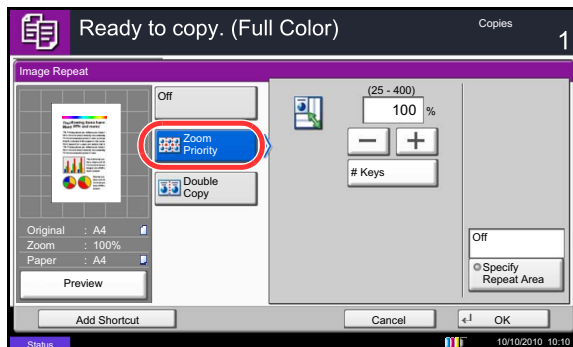 Ready to copy. (Full Color)
Copies
1
Image Repeat
Off
Zoom
Priority
Double
Copy
(25 - 400)
100 %
# Keys
Original : A4
Zoom : 100%
Paper : A4
Preview
Off
Specify
Repeat Area
Add Shortcut
Cancel
OK
Status
10/10/2010 10:10